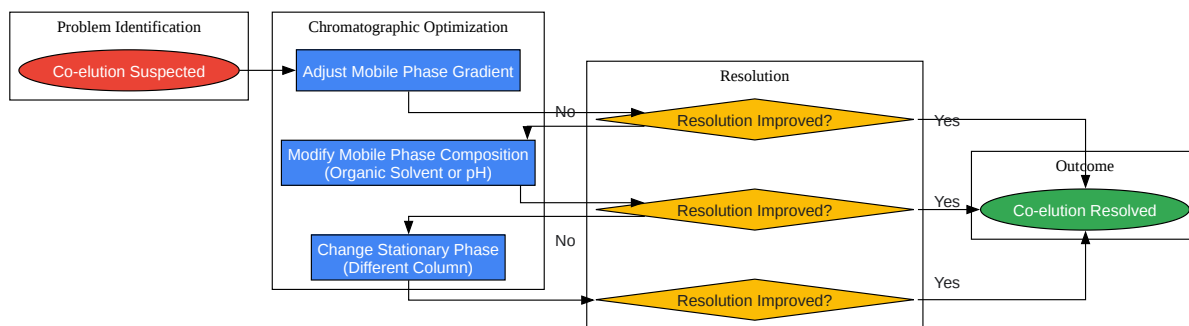 Problem Identification
Co-elution Suspected
Chromatographic Optimization
Adjust Mobile Phase Gradient
Modify Mobile Phase Composition
(Organic Solvent or pH)
Change Stationary Phase
(Different Column)
Resolution
No
Resolution Improved?
Yes
Resolution Improved?
Yes
No
Resolution Improved?
Yes
Outcome
Co-elution Resolved